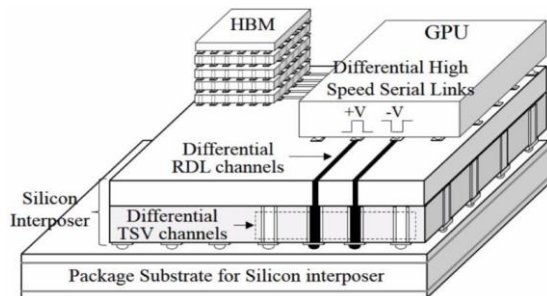 HBM
GPU
Differential High
Speed Serial Links
+V
-V
Differential
RDL channels
Silicon
Interposer
Differential
TSV channels
Package Substrate for Silicon interposer